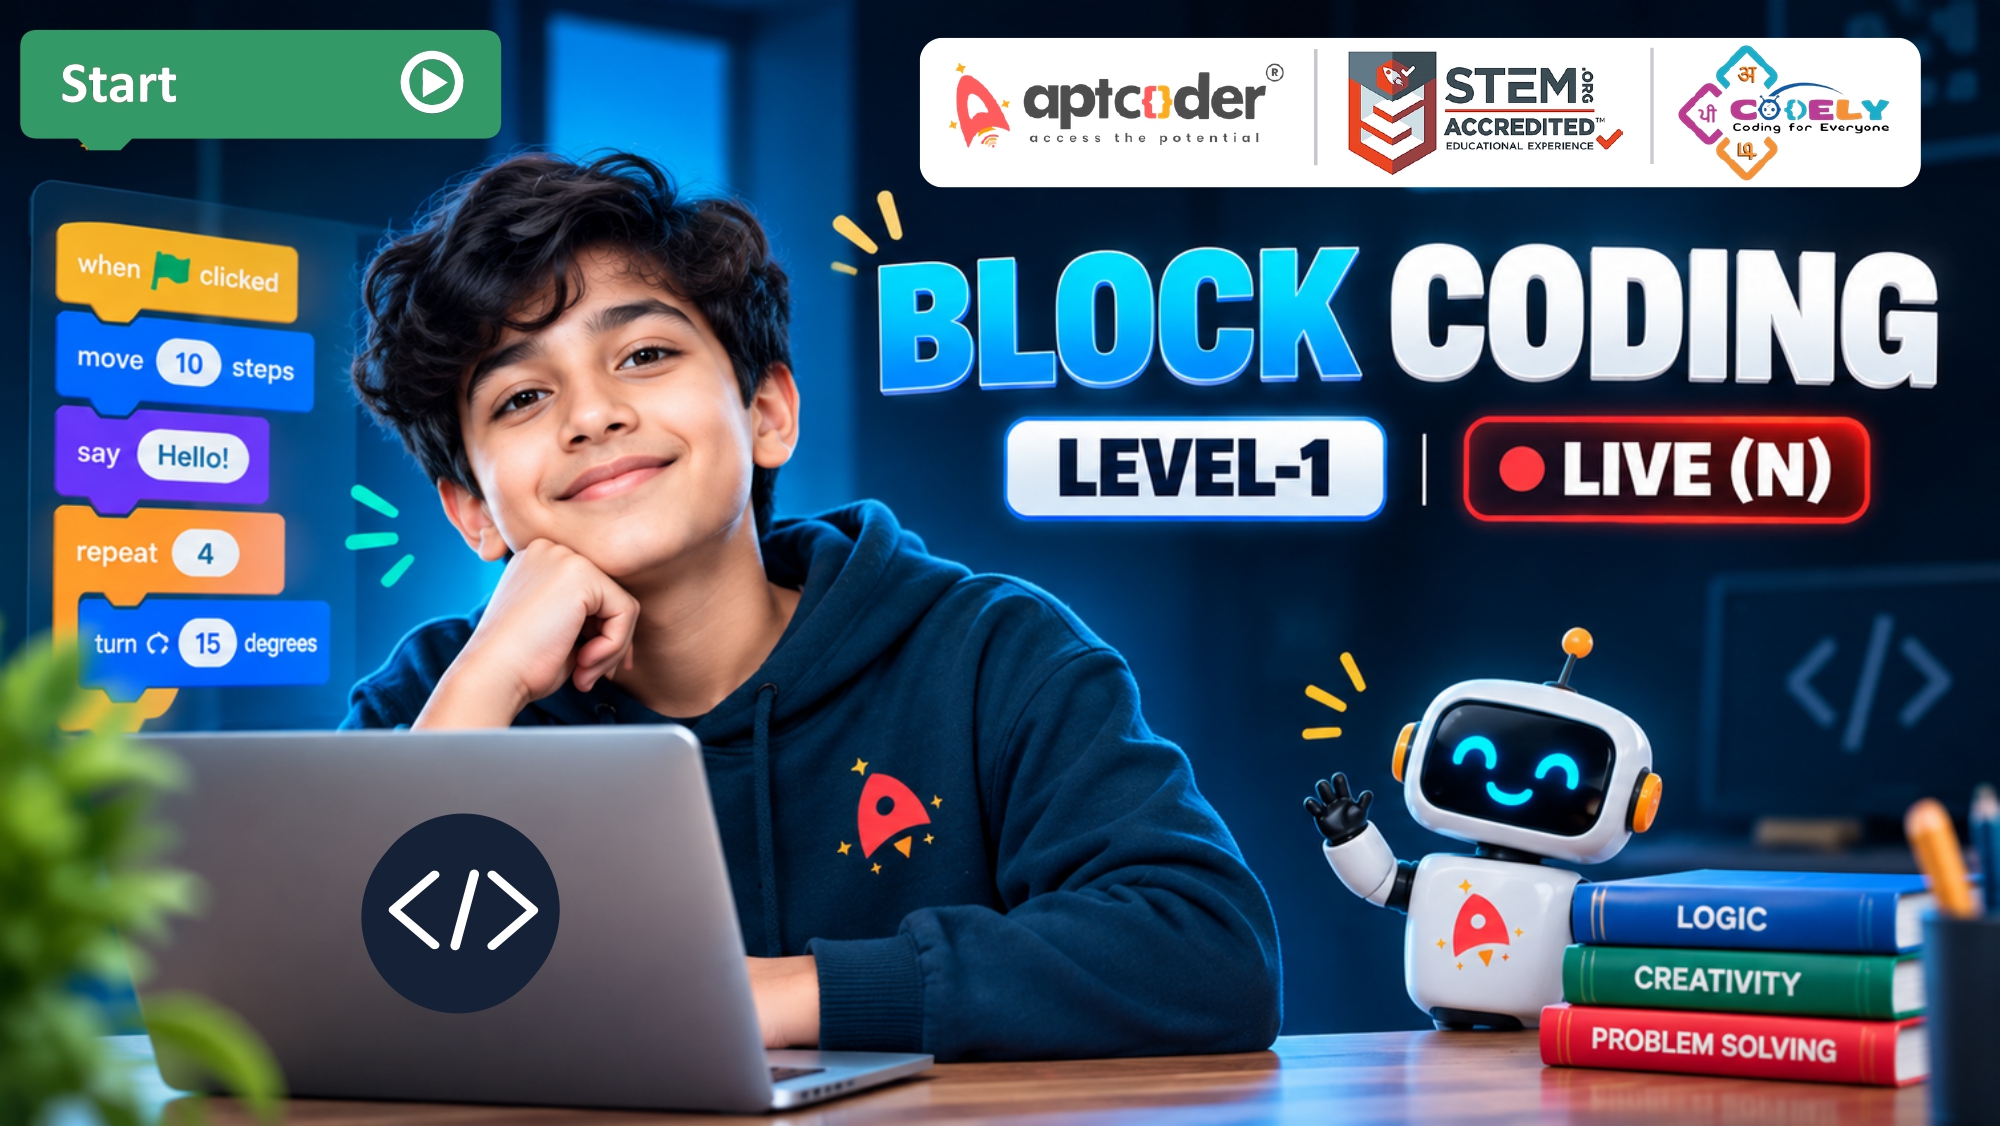 Start
aptcoder®
access the potential
STEM.ORG
ACCREDITED™
EDUCATIONAL EXPERIENCE
अ
पी
CODELY
Coding for Everyone
BLOCK CODING
LEVEL-1
LIVE (N)
when clicked
move 10 steps
say Hello!
repeat 4
turn 15 degrees
</>
</>
LOGIC
CREATIVITY
PROBLEM SOLVING